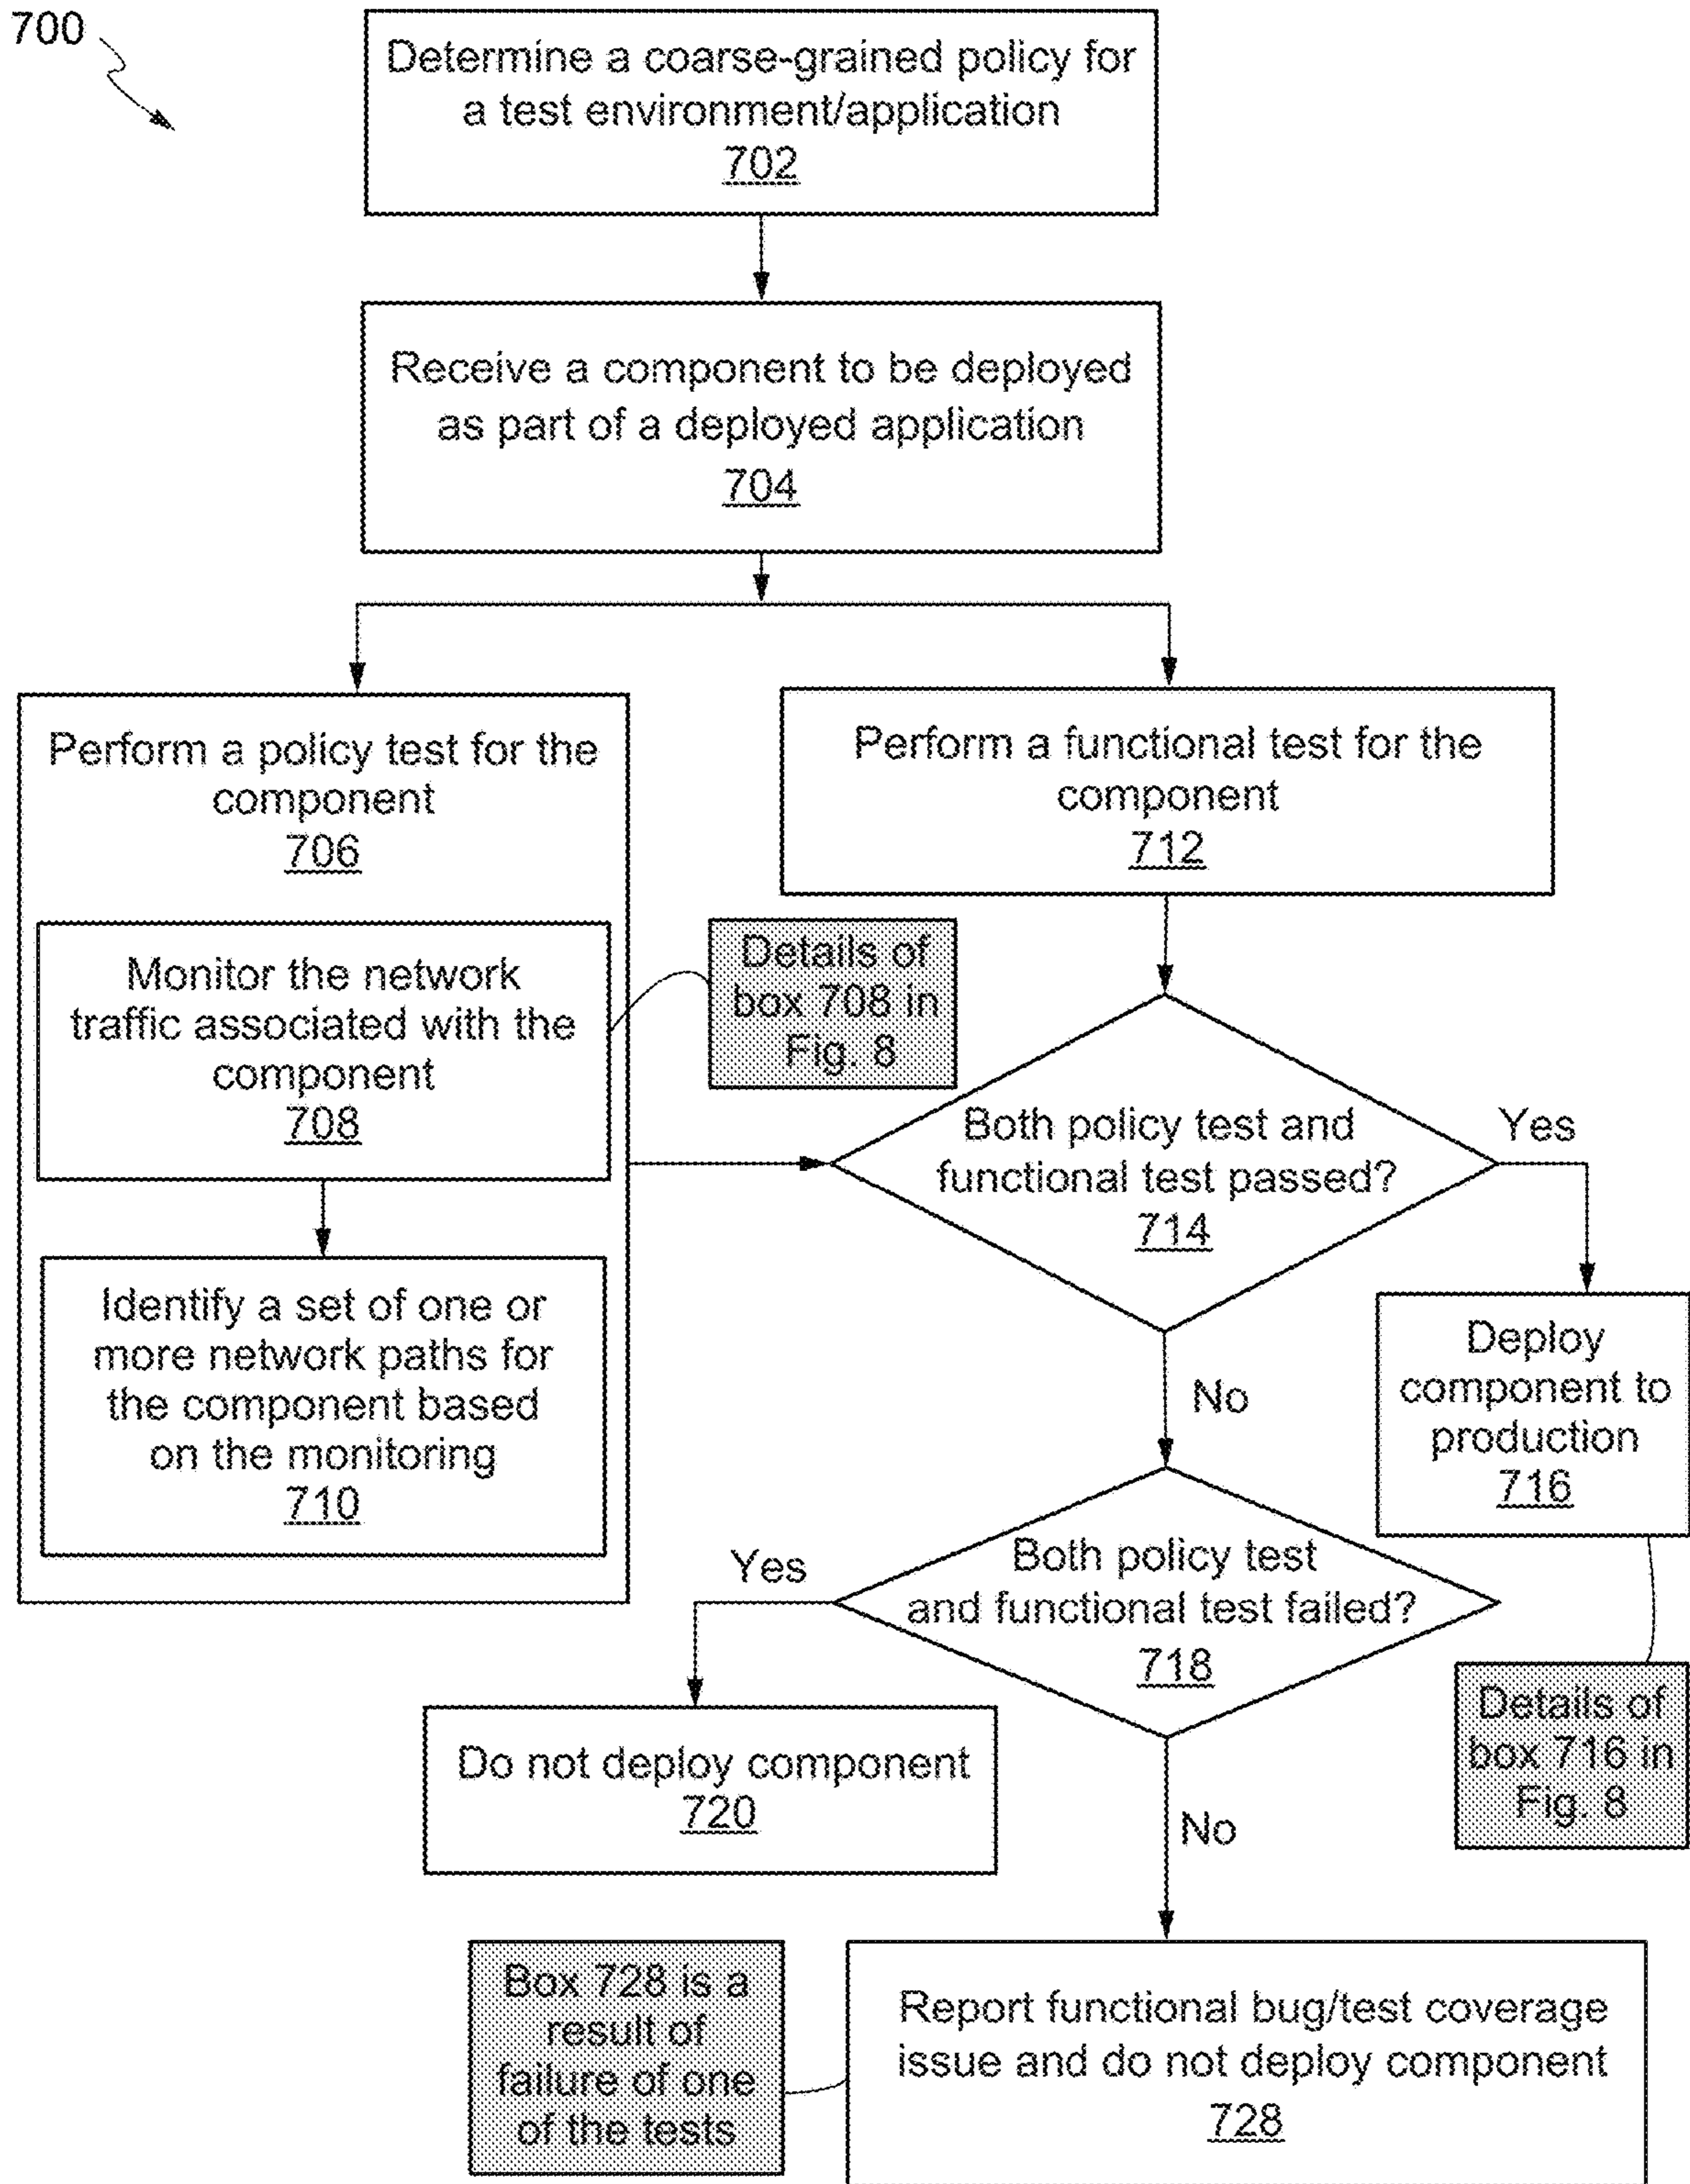 700
Determine a coarse-grained policy for
a test environment/application
702
Receive a component to be deployed
as part of a deployed application
704
Perform a policy test for the
component
706
Perform a functional test for the
component
712
Monitor the network
traffic associated with the
component
708
Details of
box 708 in
Fig. 8
Both policy test and
functional test passed?
714
Yes
No
Identify a set of one or
more network paths for
the component based
on the monitoring
710
Deploy
component to
production
716
Both policy test
and functional test failed?
718
Yes
No
Details of
box 716 in
Fig. 8
Do not deploy component
720
Box 728 is a
result of
failure of one
of the tests
Report functional bug/test coverage
issue and do not deploy component
728